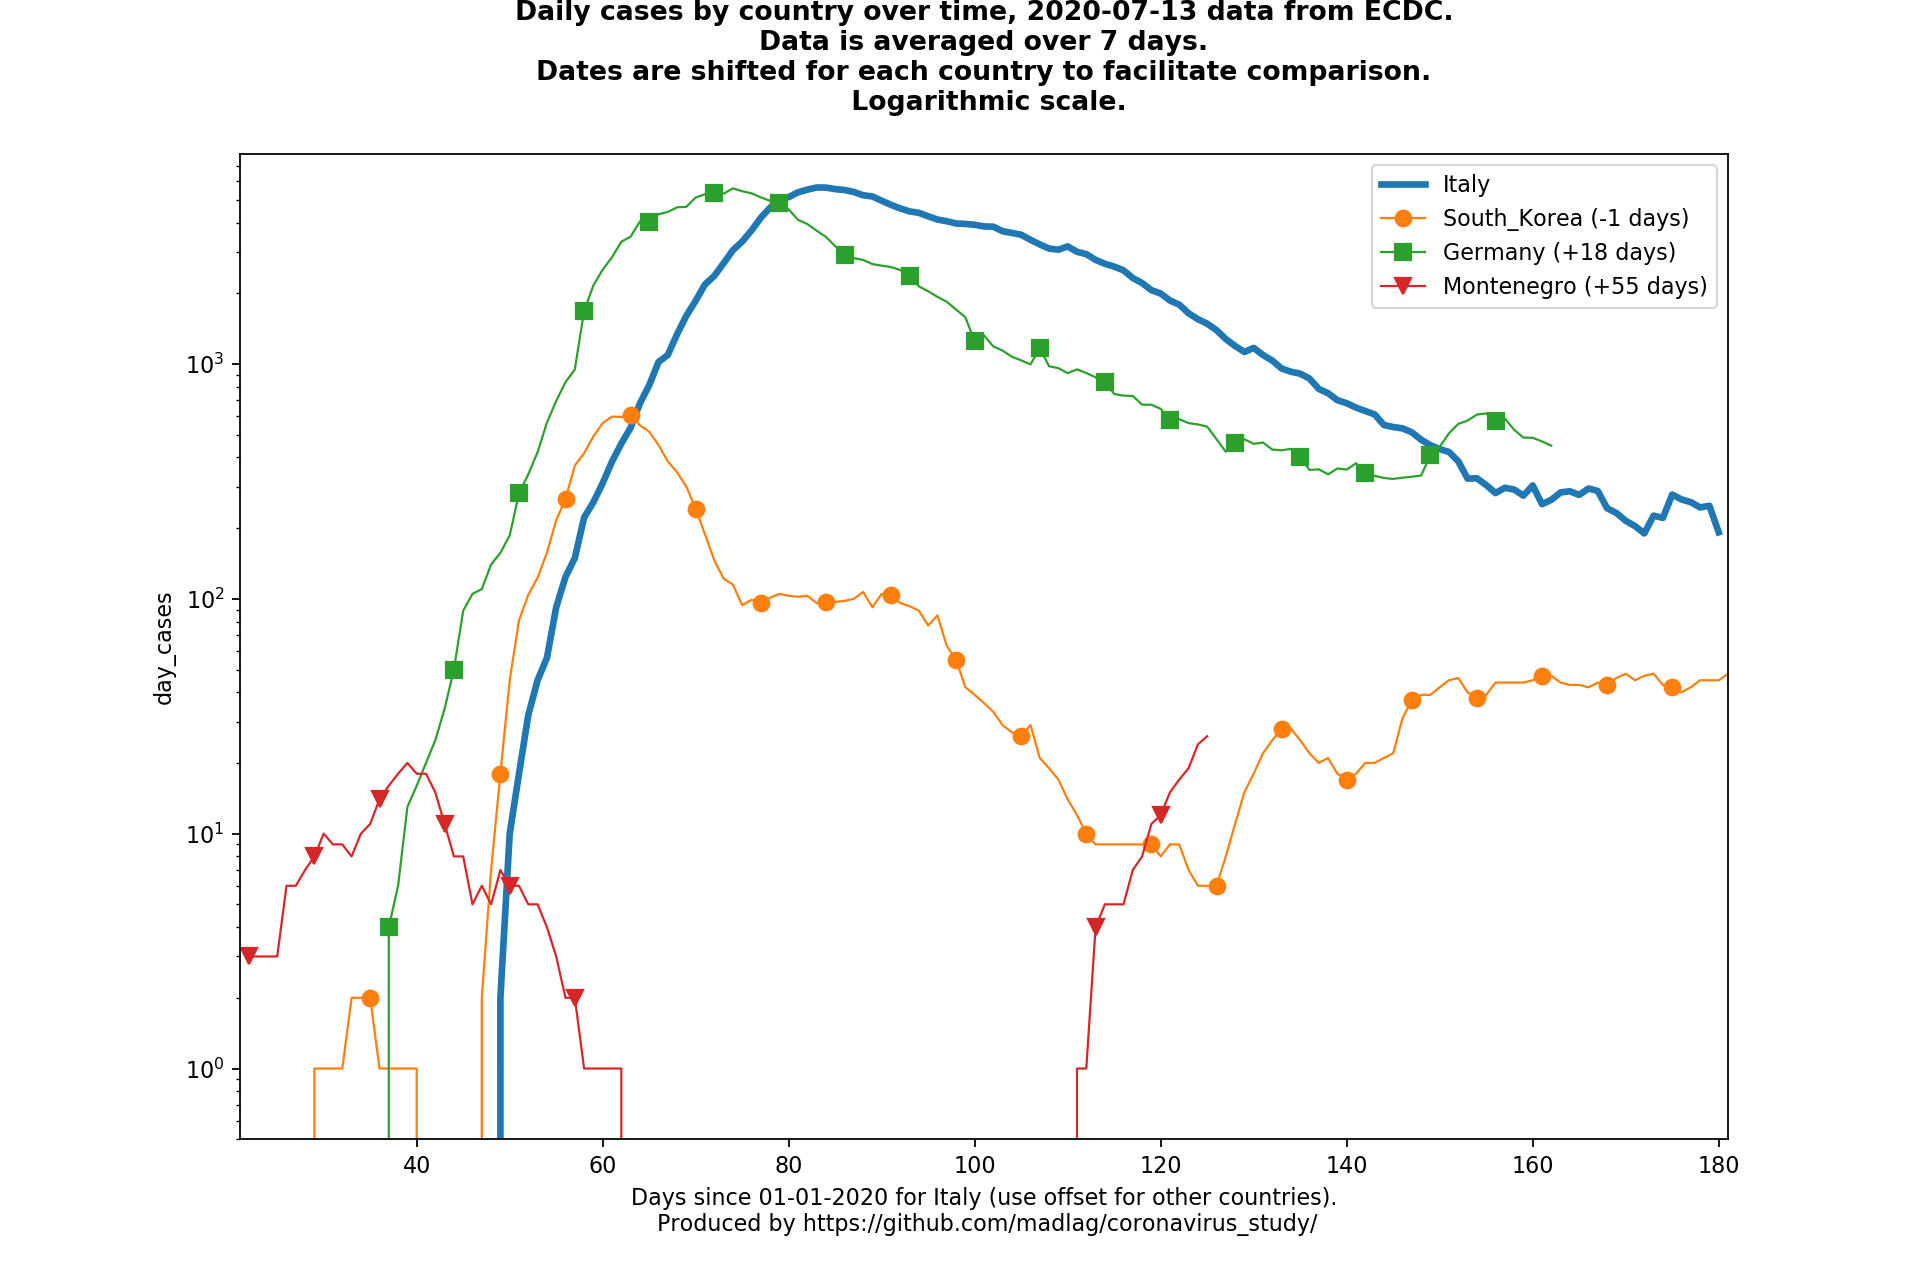 Daily cases by country over time, 2020-07-13 data from ECDC.
Data is averaged over 7 days.
Dates are shifted for each country to facilitate comparison.
Logarithmic scale.
Italy
South_Korea (-1 days)
Germany (+18 days)
Montenegro (+55 days)
10³
10²
10¹
10⁰
day_cases
40 60 80 100 120 140 160 180
Days since 01-01-2020 for Italy (use offset for other countries).
Produced by https://github.com/madlag/coronavirus_study/